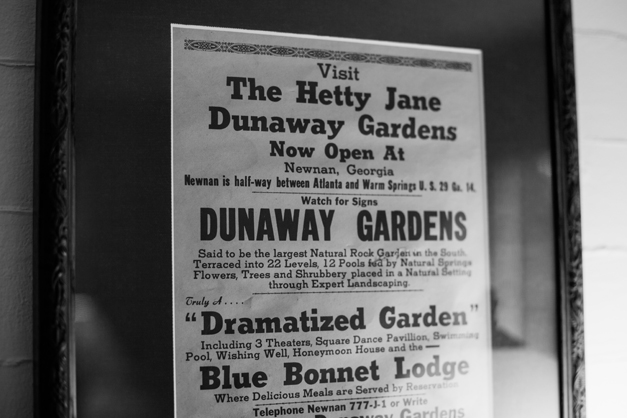 Visit
The Hetty Jane
Dunaway Gardens
Now Open At
Newnan, Georgia
Newnan is half-way between Atlanta and Warm Springs U. S. 29 Ga. 14.
Watch for Signs
DUNAWAY GARDENS
Said to be the largest Natural Rock Garden in the South.
Terraced into 22 Levels, 12 Pools fed by Natural Springs
Flowers, Trees and Shrubbery placed in a Natural Setting
through Expert Landscaping.
Truly A ....
"Dramatized Garden"
Including 3 Theaters, Square Dance Pavillion, Swimming
Pool, Wishing Well, Honeymoon House and the —
Blue Bonnet Lodge
Where Delicious Meals are Served by Reservation
Telephone Newnan 777-J-1 or Write
Dunaway Gardens